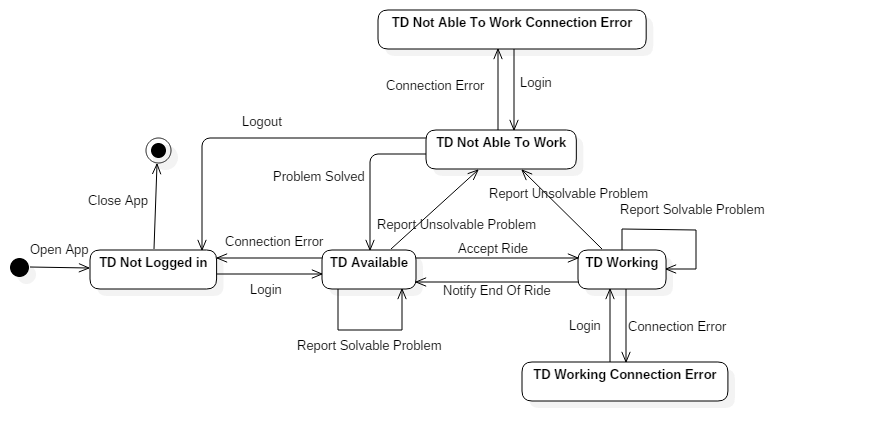 TD Not Able To Work Connection Error
Connection Error
Login
Logout
TD Not Able To Work
Problem Solved
Close App
Report Unsolvable Problem
Report Solvable Problem
Report Unsolvable Problem
Open App
Connection Error
Accept Ride
TD Not Logged in
TD Available
TD Working
Login
Notify End Of Ride
Login
Connection Error
Report Solvable Problem
TD Working Connection Error